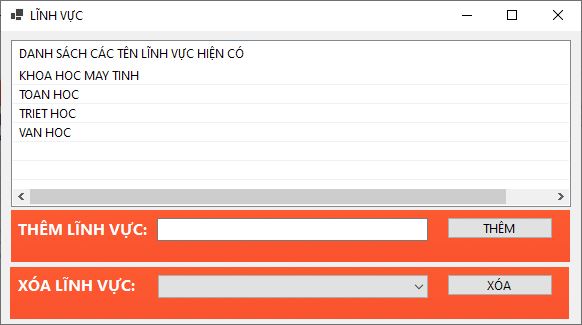 LĨNH VỰC
DANH SÁCH CÁC TÊN LĨNH VỰC HIỆN CÓ
KHOA HOC MAY TINH
TOAN HOC
TRIET HOC
VAN HOC
THÊM LĨNH VỰC: THÊM
XÓA LĨNH VỰC: XÓA